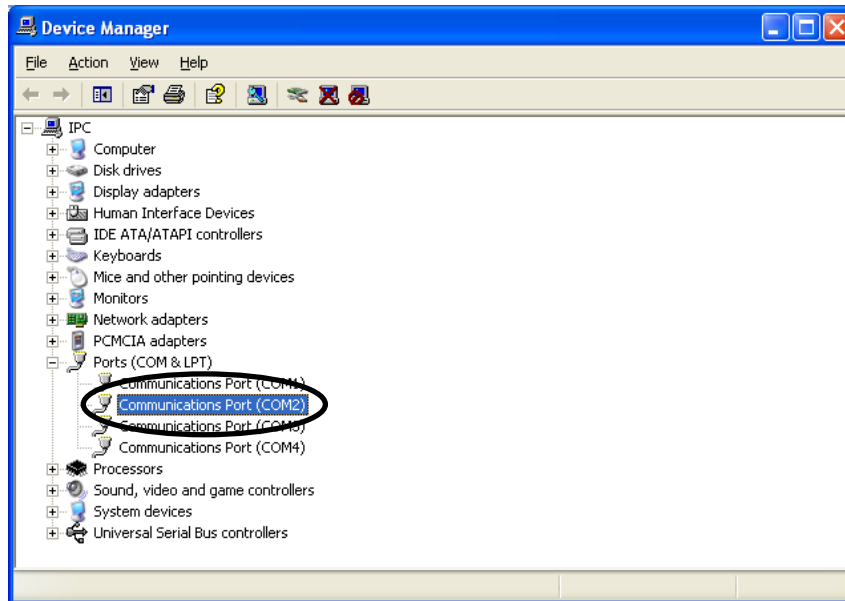 Device Manager
File Action View Help
IPC
Computer
Disk drives
Display adapters
Human Interface Devices
IDE ATA/ATAPI controllers
Keyboards
Mice and other pointing devices
Monitors
Network adapters
PCMCIA adapters
Ports (COM & LPT)
Communications Port (COM1)
Communications Port (COM2)
Communications Port (COM3)
Communications Port (COM4)
Processors
Sound, video and game controllers
System devices
Universal Serial Bus controllers